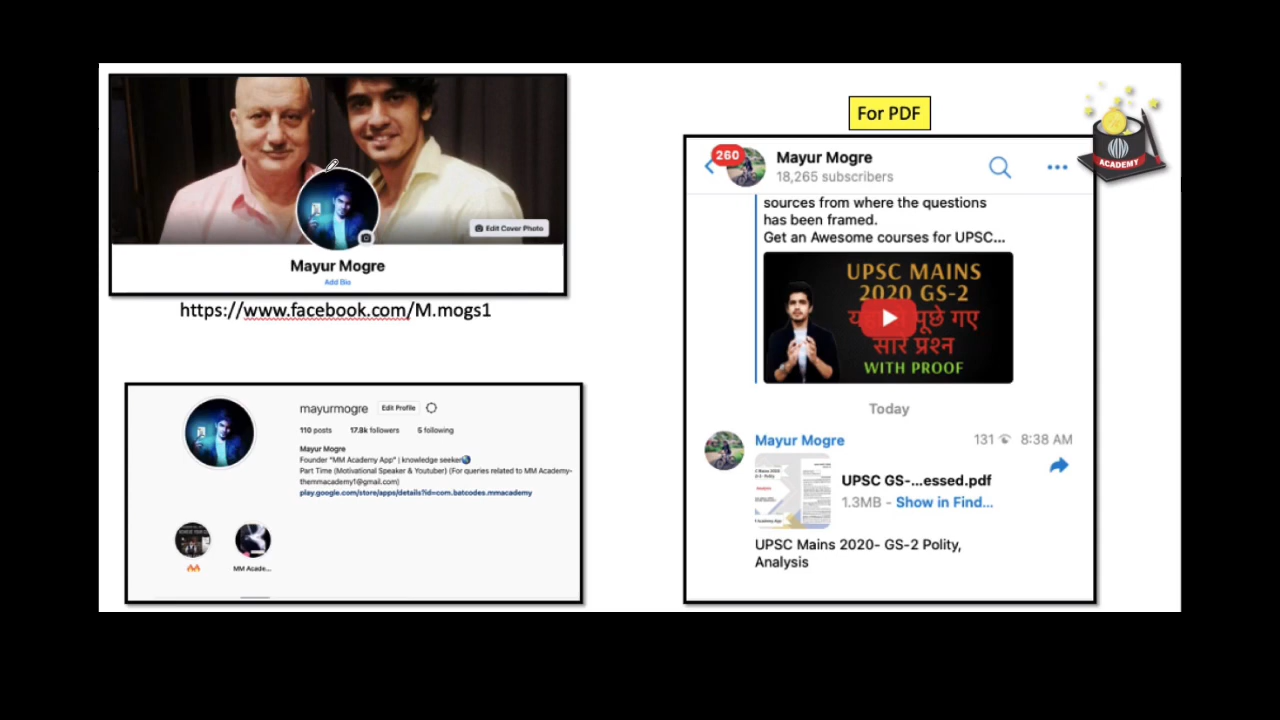 Edit Cover Photo
Mayur Mogre
Add Bio
https://www.facebook.com/M.mogs1
mayurmogre Edit Profile
110 posts 17.8k followers 5 following
Mayur Mogre
Founder "MM Academy App" | knowledge seeker
Part Time (Motivational Speaker & Youtuber) (For queries related to MM Academy-
themmacademy1@gmail.com)
play.google.com/store/apps/details?id=com.batcodes.mmacademy
MM Acade...
For PDF
ACADEMY
260
Mayur Mogre
18,265 subscribers
sources from where the questions
has been framed.
Get an Awesome courses for UPSC...
UPSC MAINS
2020 GS-2
पूछे गए
सारे प्रश्न
WITH PROOF
Today
Mayur Mogre 131 8:38 AM
UPSC GS-...essed.pdf
1.3MB - Show in Find...
UPSC Mains 2020- GS-2 Polity,
Analysis